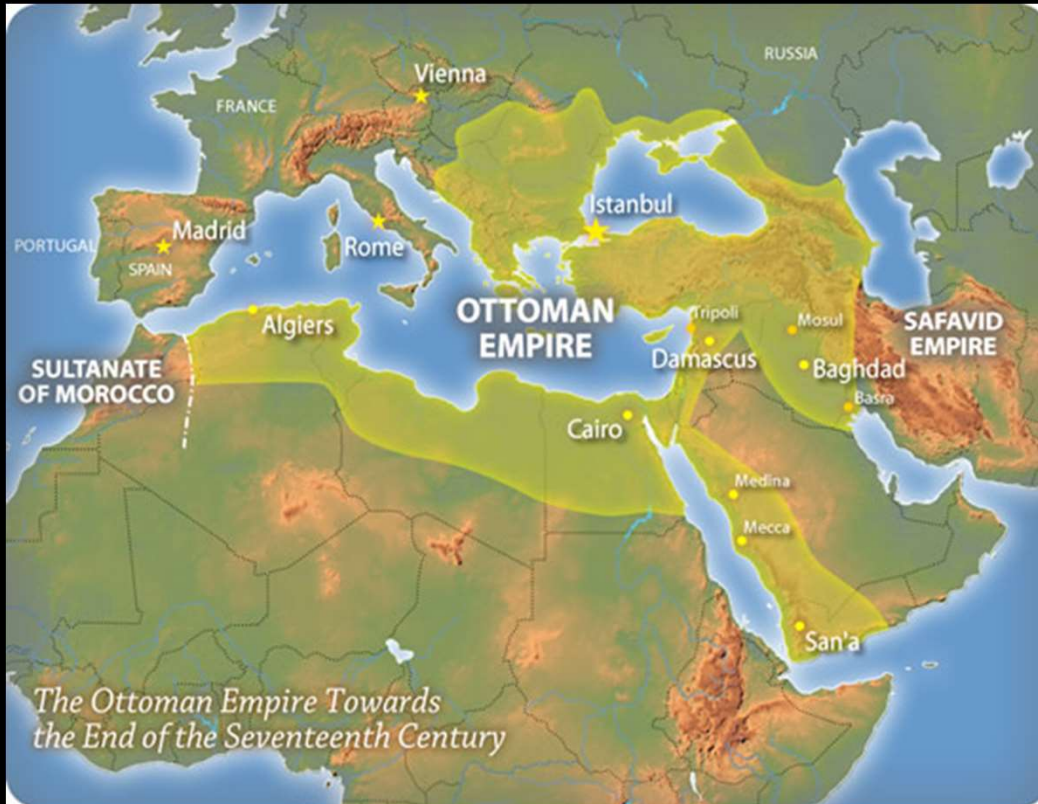 RUSSIA
Vienna
FRANCE
Istanbul
Madrid
PORTUGAL
Rome
SPAIN
OTTOMAN
EMPIRE
Tripoli
Mosul
Algiers
SAFAVID
EMPIRE
Damascus
Baghdad
SULTANATE
OF MOROCCO
Basra
Cairo
Medina
Mecca
San'a
The Ottoman Empire Towards
the End of the Seventeenth Century